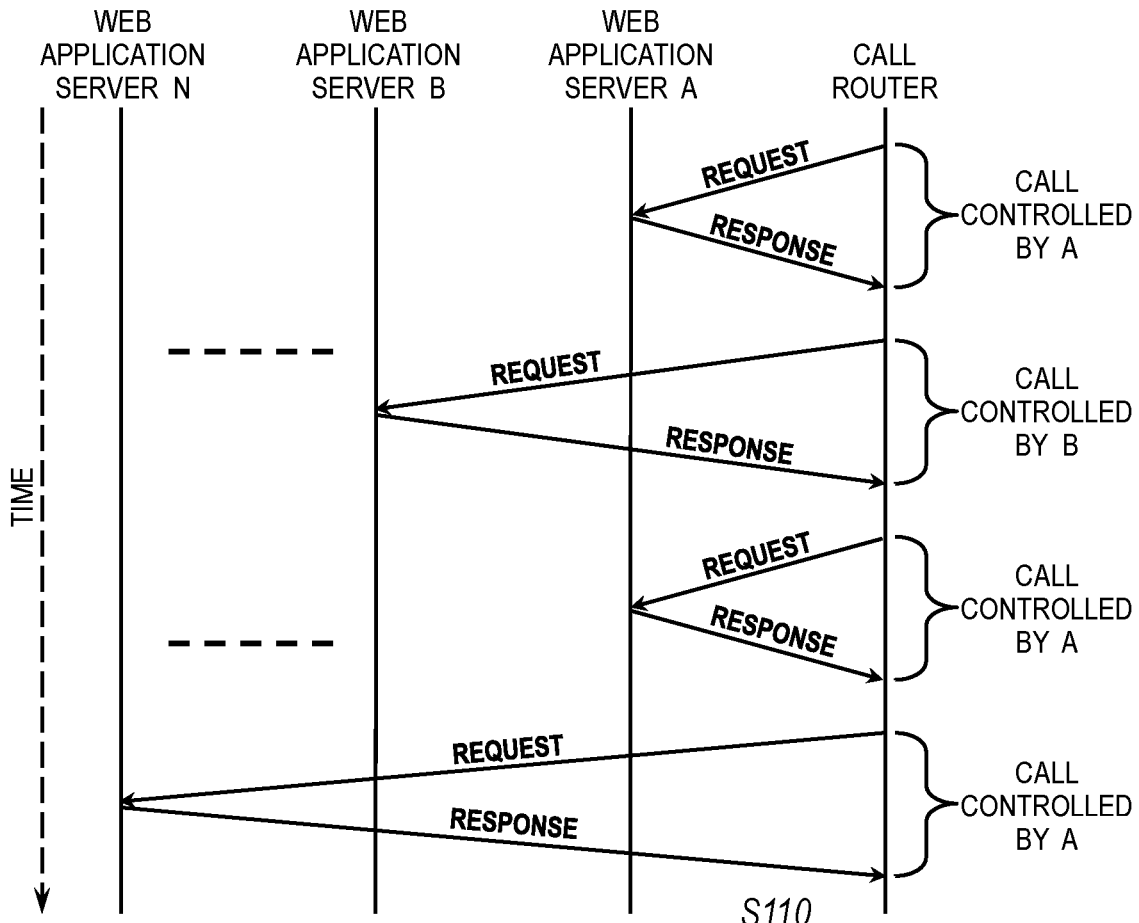 WEB
APPLICATION
SERVER N
WEB
APPLICATION
SERVER B
WEB
APPLICATION
SERVER A
CALL
ROUTER
REQUEST
RESPONSE
CALL
CONTROLLED
BY A
REQUEST
RESPONSE
CALL
CONTROLLED
BY B
TIME
REQUEST
RESPONSE
CALL
CONTROLLED
BY A
REQUEST
RESPONSE
CALL
CONTROLLED
BY A
S110